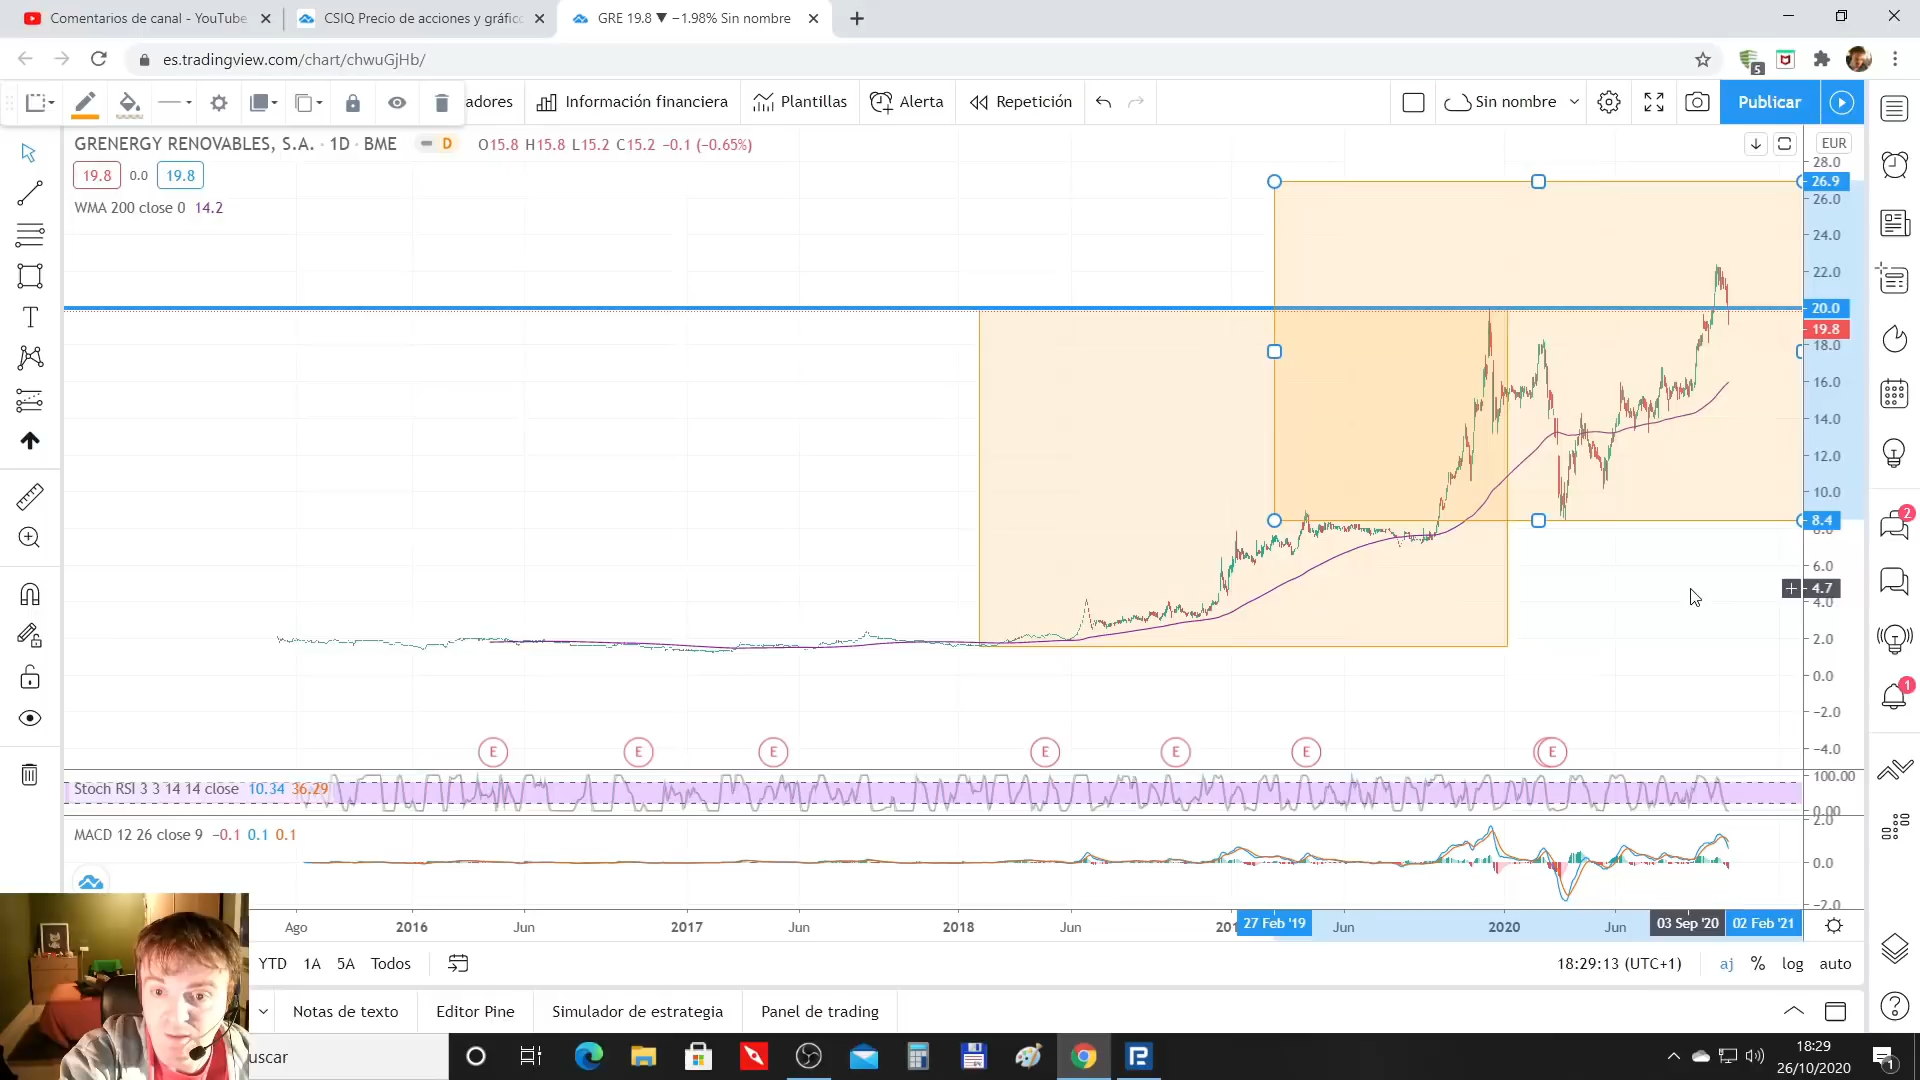 Comentarios de canal - YouTube
CSIQ Precio de acciones y gráfic
GRE 19.8 ▼ −1.98% Sin nombre
es.tradingview.com/chart/chwuGjHb/
5
adores
Información financiera
Plantillas
Alerta
Repetición
Sin nombre
Publicar
GRENERGY RENOVABLES, S.A. · 1D · BME
D
O15.8 H15.8 L15.2 C15.2 −0.1 (−0.65%)
EUR
19.8 0.0 19.8
WMA 200 close 0 14.2
28.0
26.9
26.0
24.0
22.0
20.0
19.8
18.0
16.0
14.0
12.0
10.0
8.4
6.0
4.7
4.0
2.0
0.0
−2.0
−4.0
2
1
E E E E E E E
Stoch RSI 3 3 14 14 close 10.34 36.29
100.00
0.00
MACD 12 26 close 9 −0.1 0.1 0.1
2.0
0.0
−2.0
Ago 2016 Jun 2017 Jun 2018 Jun 201 27 Feb '19 Jun 2020 Jun 03 Sep '20 02 Feb '21
YTD 1A 5A Todos
18:29:13 (UTC+1)
aj % log auto
Notas de texto
Editor Pine
Simulador de estrategia
Panel de trading
uscar
18:29
26/10/2020
1